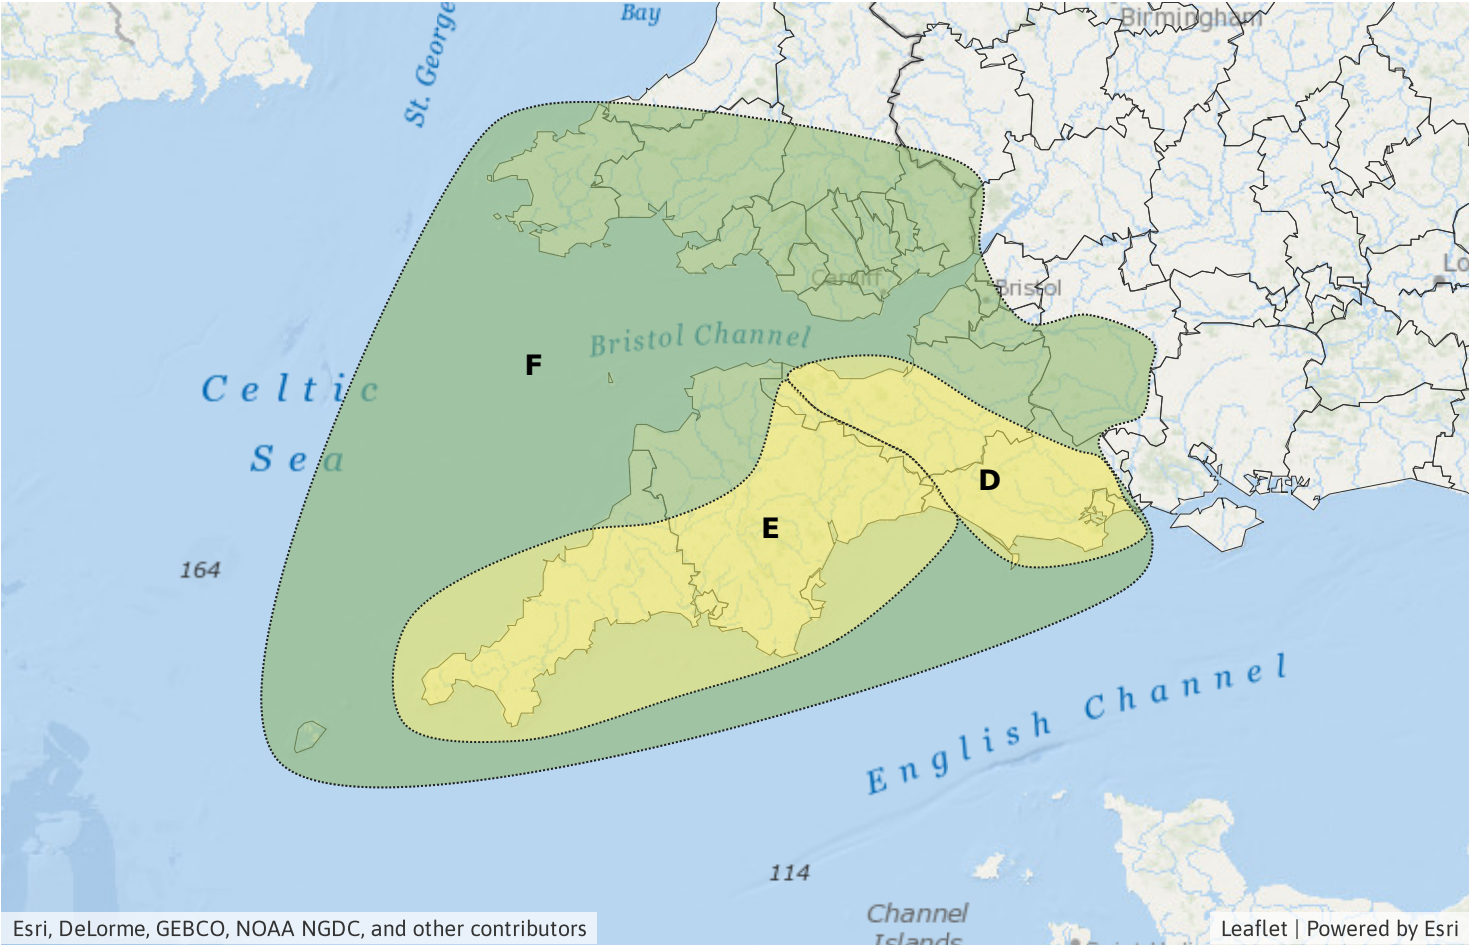 Bay
St. George
Birmingham
Lo
Cardiff
Bristol
Bristol Channel
F
Celtic
Sea
D
E
164
English Channel
114
Channel
Islands
Esri, DeLorme, GEBCO, NOAA NGDC, and other contributors
Leaflet | Powered by Esri